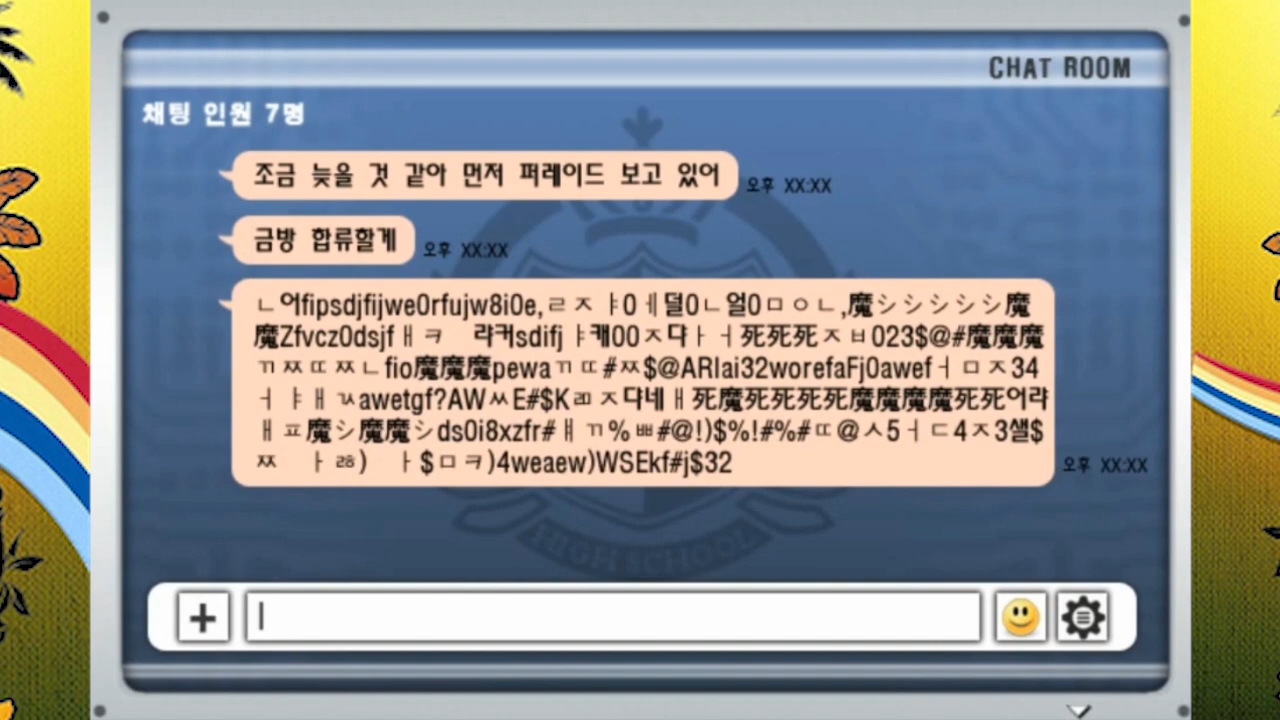 CHAT ROOM
채팅 인원 7명
조금 늦을 것 같아 먼저 퍼레이드 보고 있어
오후 XX:XX
금방 합류할게
오후 XX:XX
ㄴ어fipsdjfijwe0rfujw8i0e,ㄹㅈㅑ0ㅔ덜0ㄴ얼0ㅁㅇㄴ,魔シシシシシ魔
魔Zfvcz0dsjfㅐㅋ 랴커sdifjㅑ캐00ㅈ댜ㅏㅓ死死死ㅈㅂ023$@#魔魔魔
ㄲㅉㄸㅉㄴfio魔魔魔pewaㄲㄸ#ㅉ$@ARIai32worefaFj0awefㅓㅁㅈ34
ㅓㅑㅐㄳawetgf?AWㅆE#$Kㄺㅈ댜네ㅐ死魔死死死死魔魔魔魔死死어랴
ㅐㅍ魔シ魔魔シds0i8xzfr#ㅐㄲ%ㅃ#@!)$%!#%#ㄸ@ㅅ5ㅓㄷ4ㅈ3샐$
ㅉ ㅏㅀ) ㅏ$ㅁㅋ)4weaew)WSEkf#j$32
오후 XX:XX
HIGH SCHOOL